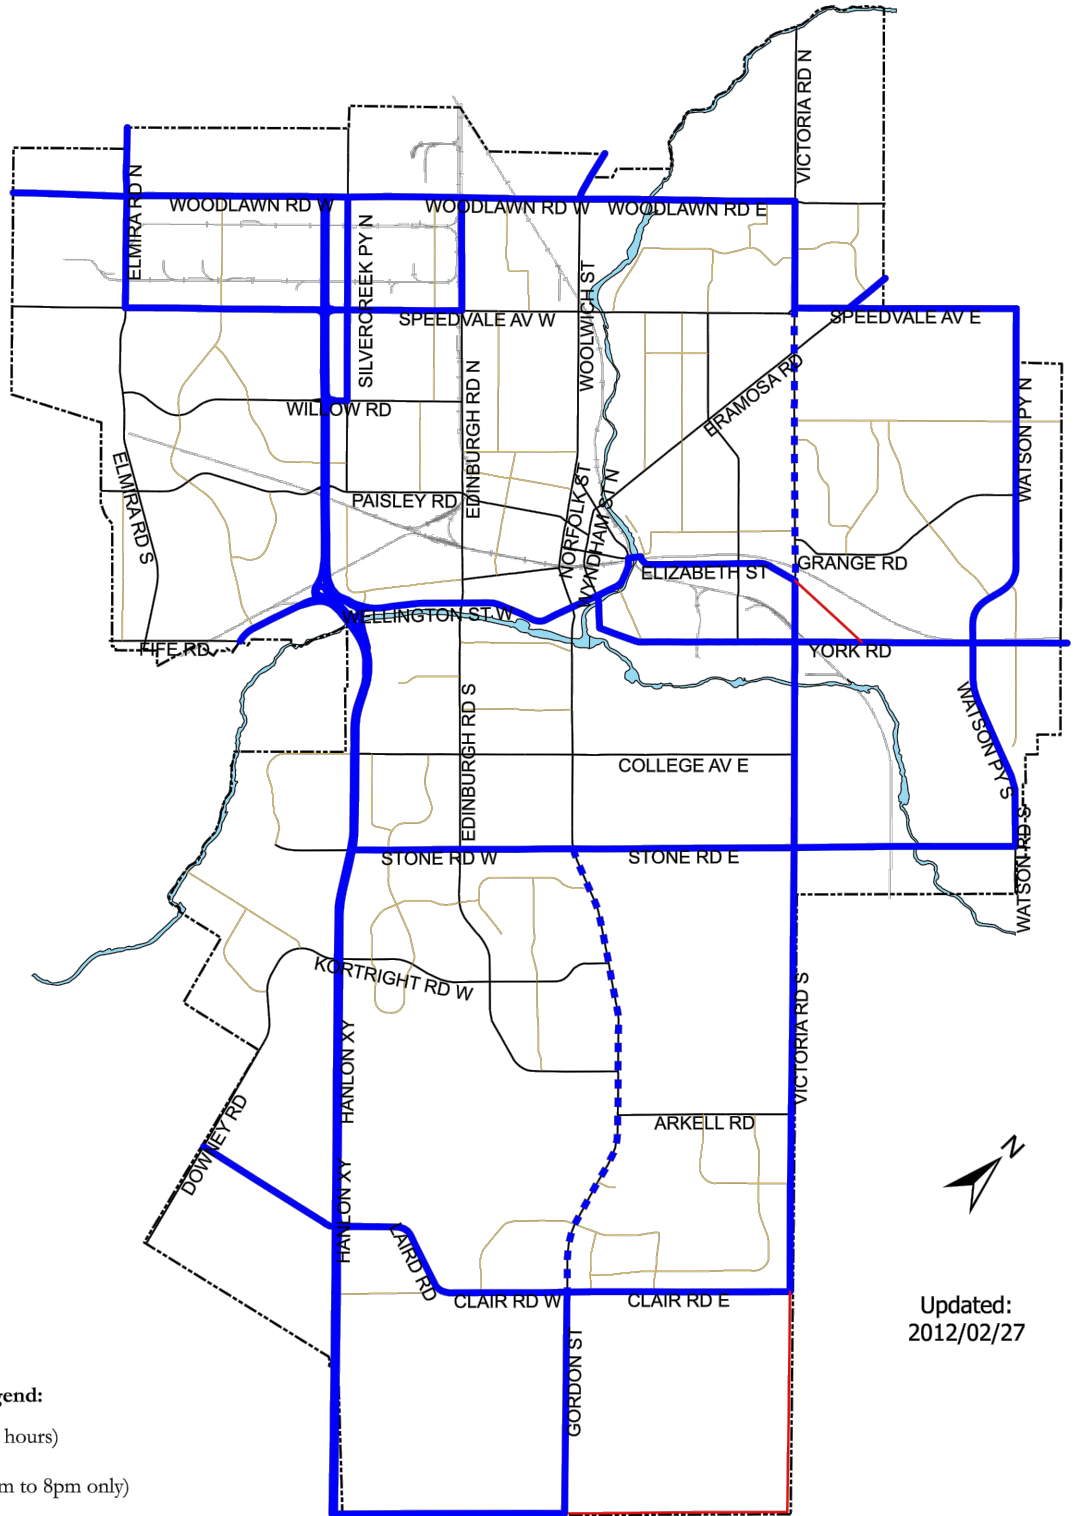 VICTORIA RD N
ELMIRA RD N
WOODLAWN RD W
WOODLAWN RD W
WOODLAWN RD E
SILVERCREEK PY N
WOOLWICH ST
SPEEDVALE AV W
SPEEDVALE AV E
ERAMOSA RD
WILLOW RD
EDINBURGH RD N
WATSON PY N
ELMIRA RD S
PAISLEY RD
NORFOLK ST
WYNDHAM ST N
GRANGE RD
ELIZABETH ST
WELLINGTON ST W
FIFE RD
YORK RD
EDINBURGH RD S
WATSON PY S
COLLEGE AV E
STONE RD W
STONE RD E
WATSON RD S
KORTRIGHT RD W
VICTORIA RD S
HANLON XY
DOWNEY RD
ARKELL RD
N
HANLON XY
LAIRD RD
CLAIR RD W
CLAIR RD E
GORDON ST
Updated:
2012/02/27
gend:
hours)
m to 8pm only)